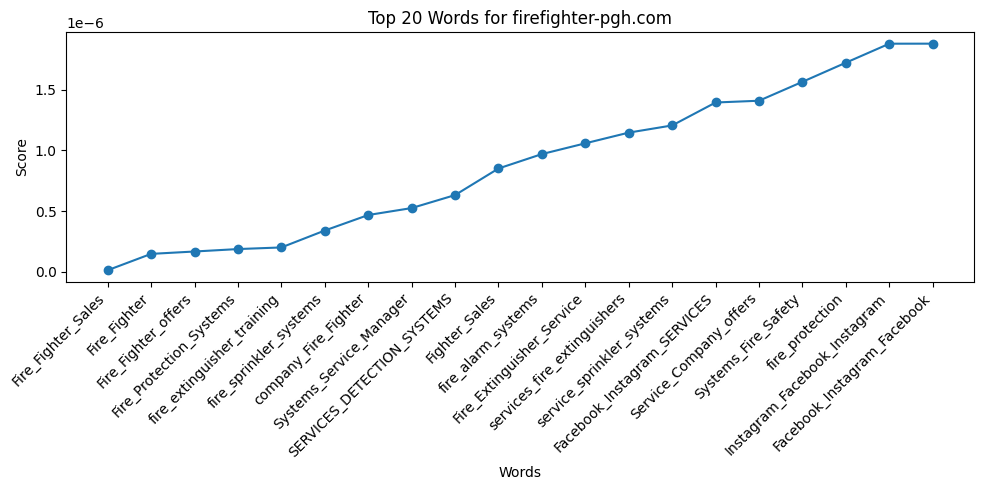 Top 20 Words for firefighter-pgh.com
1e−6
Score
1.5
1.0
0.5
0.0
Fire_Fighter_Sales
Fire_Fighter
Fire_Fighter_offers
Fire_Protection_Systems
fire_extinguisher_training
fire_sprinkler_systems
company_Fire_Fighter
Systems_Service_Manager
SERVICES_DETECTION_SYSTEMS
Fighter_Sales
fire_alarm_systems
Fire_Extinguisher_Service
services_fire_extinguishers
service_sprinkler_systems
Facebook_Instagram_SERVICES
Service_Company_offers
Systems_Fire_Safety
fire_protection
Instagram_Facebook_Instagram
Facebook_Instagram_Facebook
Words